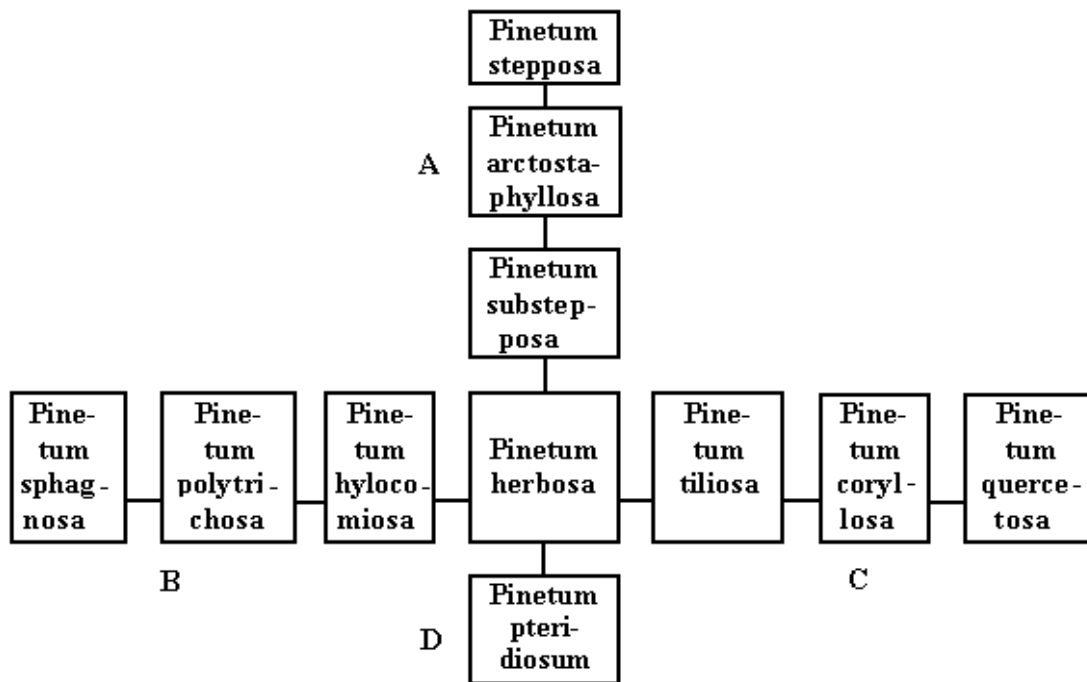 Pinetum
stepposa
A
Pinetum
arctosta-
phyllosa
Pinetum
substep-
posa
Pine-
tum
sphag-
nosa
Pine-
tum
polytri-
chosa
Pine-
tum
hyloco-
miosa
Pinetum
herbosa
Pine-
tum
tiliosa
Pine-
tum
coryl-
losa
Pine-
tum
querce-
tosa
B
C
D
Pinetum
pteri-
diosum